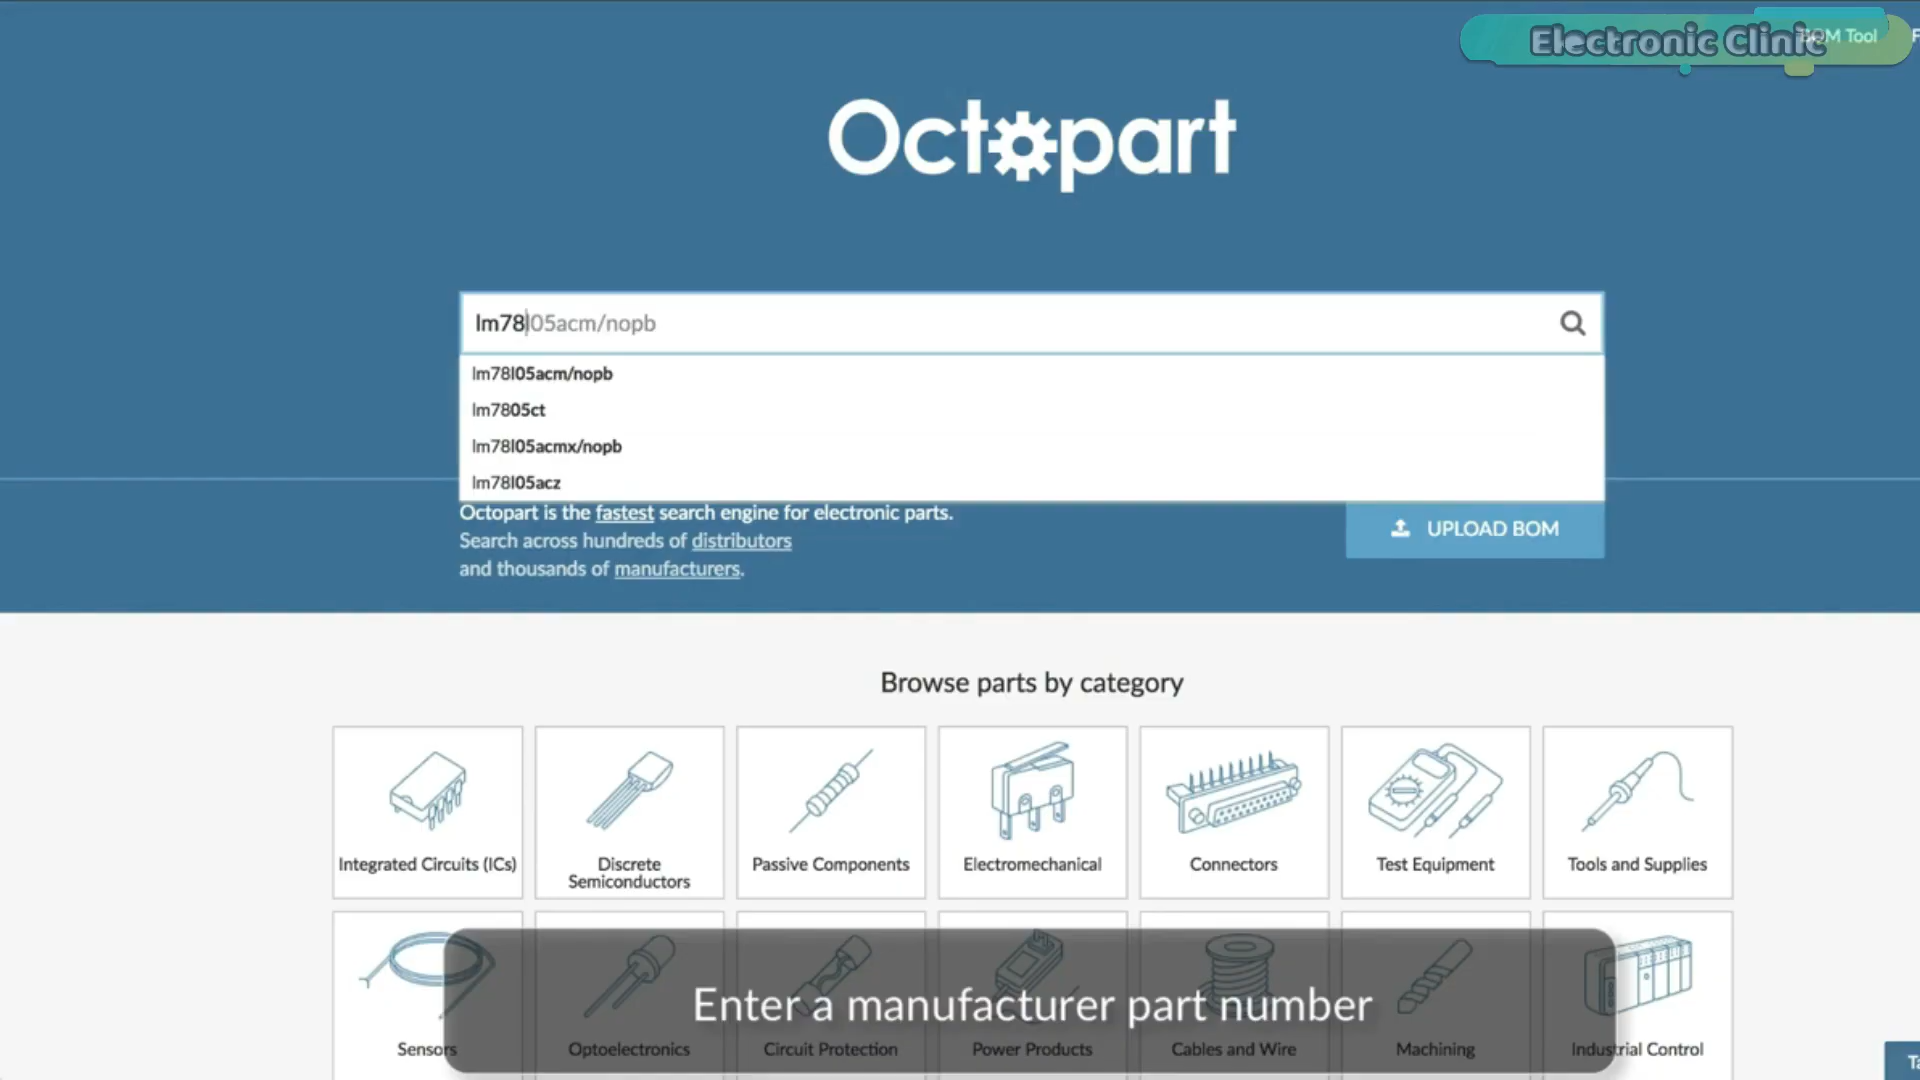 Electronic Clinic
BOM Tool
Octopart
lm78l05acm/nopb
lm78l05acm/nopb
lm7805ct
lm78l05acmx/nopb
lm78l05acz
Octopart is the fastest search engine for electronic parts.
Search across hundreds of distributors
and thousands of manufacturers.
UPLOAD BOM
Browse parts by category
Integrated Circuits (ICs)
Discrete
Semiconductors
Passive Components
Electromechanical
Connectors
Test Equipment
Tools and Supplies
Enter a manufacturer part number
Sensors
Optoelectronics
Circuit Protection
Power Products
Cables and Wire
Machining
Industrial Control